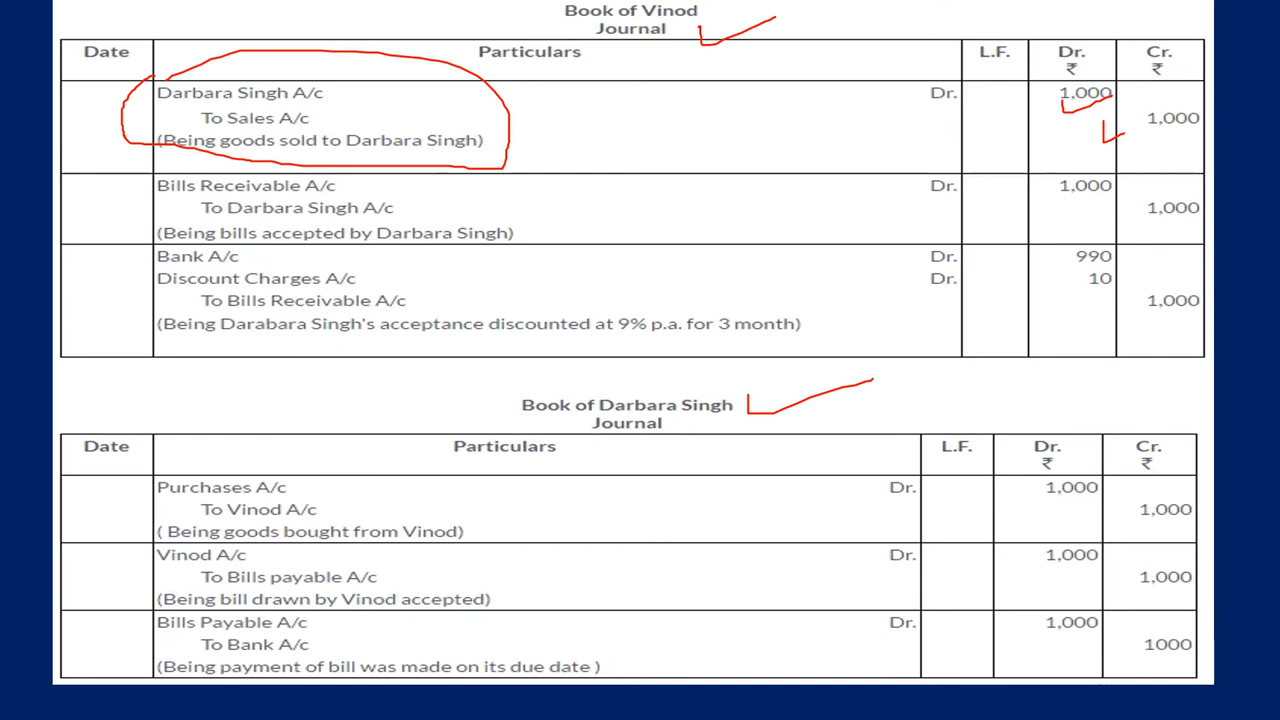 Book of Vinod
Journal
Date Particulars L.F. Dr. Cr.
₹ ₹
Darbara Singh A/c Dr. 1,000
To Sales A/c 1,000
(Being goods sold to Darbara Singh)
Bills Receivable A/c Dr. 1,000
To Darbara Singh A/c 1,000
(Being bills accepted by Darbara Singh)
Bank A/c Dr. 990
Discount Charges A/c Dr. 10
To Bills Receivable A/c 1,000
(Being Darabara Singh's acceptance discounted at 9% p.a. for 3 month)
Book of Darbara Singh
Journal
Date Particulars L.F. Dr. Cr.
₹ ₹
Purchases A/c Dr. 1,000
To Vinod A/c 1,000
( Being goods bought from Vinod)
Vinod A/c Dr. 1,000
To Bills payable A/c 1,000
(Being bill drawn by Vinod accepted)
Bills Payable A/c Dr. 1,000
To Bank A/c 1000
(Being payment of bill was made on its due date )